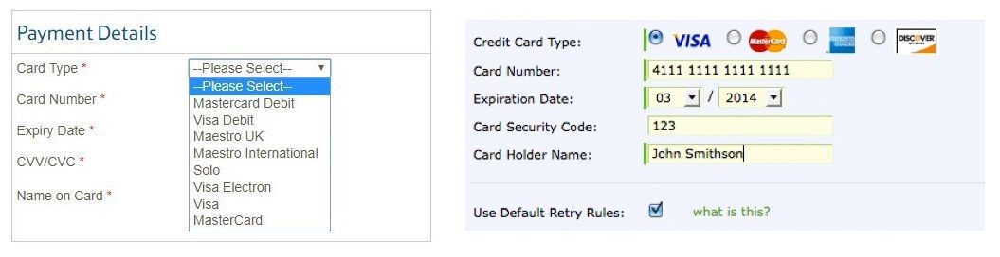 Payment Details
Card Type * --Please Select--
--Please Select--
Card Number * Mastercard Debit
Visa Debit
Expiry Date * Maestro UK
Maestro International
CVV/CVC * Solo
Visa Electron
Name on Card * Visa
MasterCard
Credit Card Type: VISA MasterCard AMERICAN EXPRESS DISCOVER
Card Number: 4111 1111 1111 1111
Expiration Date: 03 / 2014
Card Security Code: 123
Card Holder Name: John Smithson
Use Default Retry Rules: what is this?